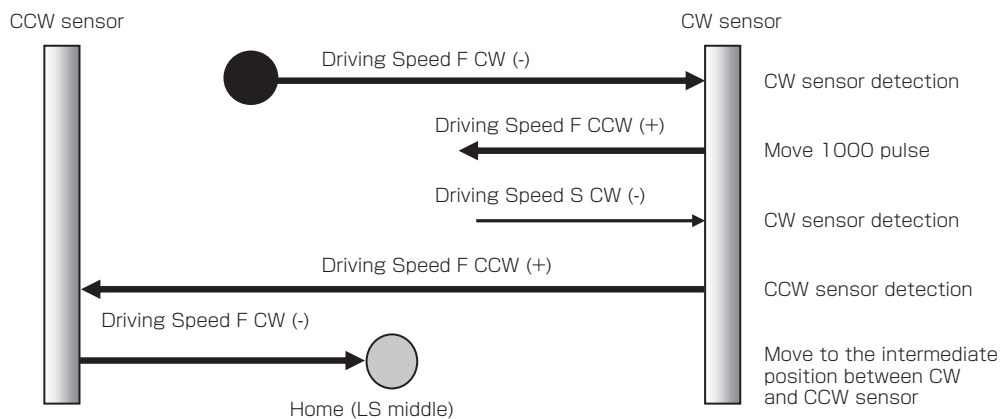 CCW sensor
CW sensor
Driving Speed F CW (-)
CW sensor detection
Driving Speed F CCW (+)
Move 1000 pulse
Driving Speed S CW (-)
CW sensor detection
Driving Speed F CCW (+)
CCW sensor detection
Driving Speed F CW (-)
Move to the intermediate
position between CW
and CCW sensor
Home (LS middle)